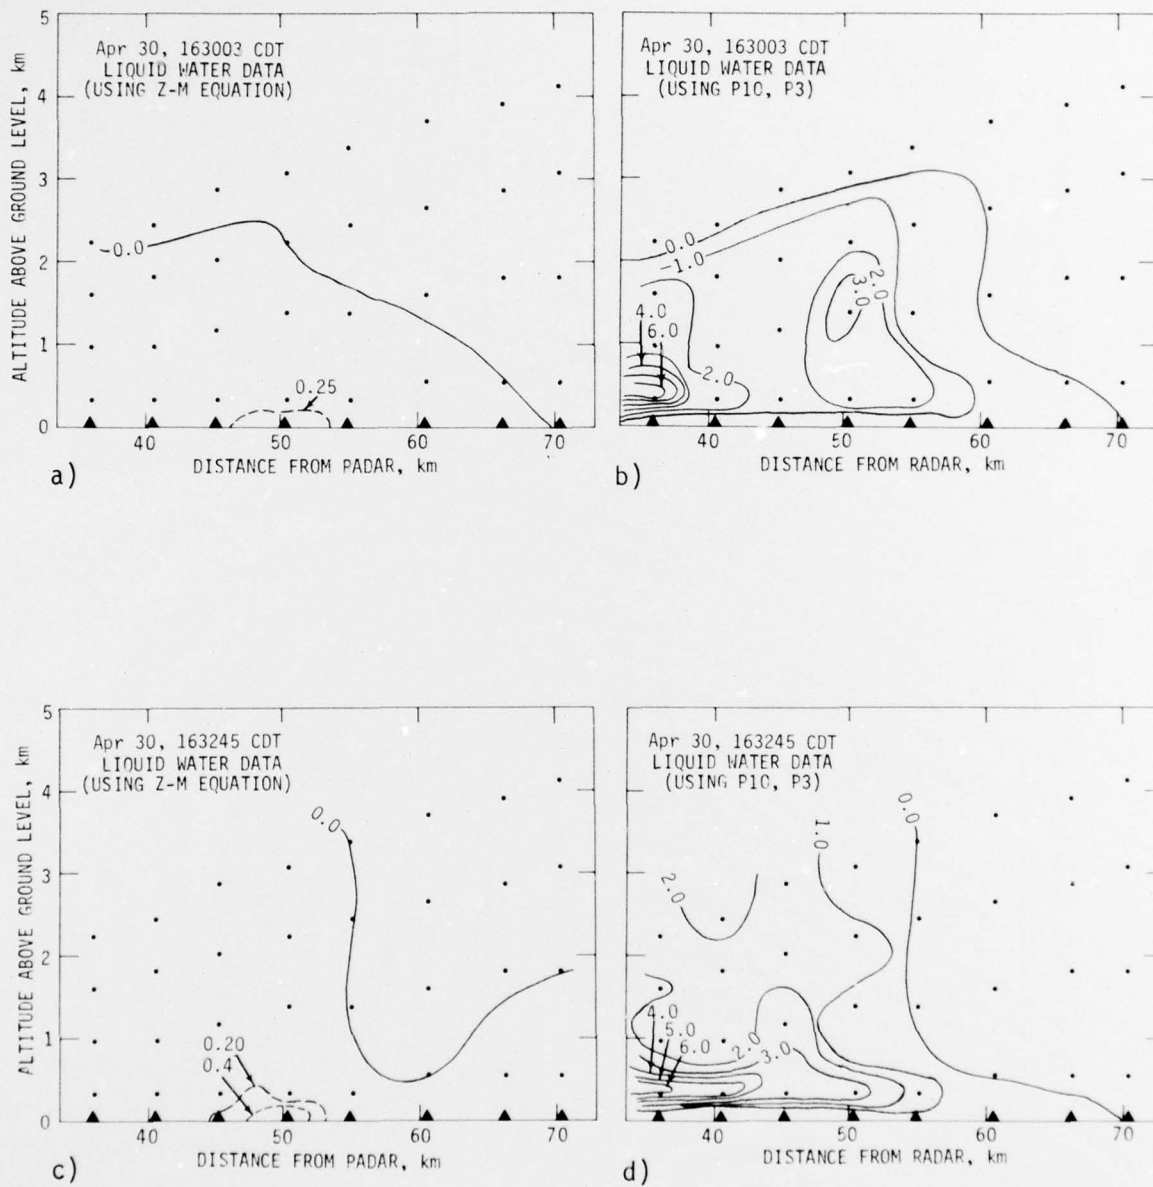 5
Apr 30, 163003 CDT
LIQUID WATER DATA
(USING Z-M EQUATION)
4
3
2
1
0
ALTITUDE ABOVE GROUND LEVEL, km
-0.0
0.25
40
50
60
70
DISTANCE FROM PADAR, km
a)
Apr 30, 163003 CDT
LIQUID WATER DATA
(USING P10, P3)
0.0
-1.0
2.0
3.0
4.0
6.0
2.0
40
50
60
70
DISTANCE FROM RADAR, km
b)
5
Apr 30, 163245 CDT
LIQUID WATER DATA
(USING Z-M EQUATION)
4
3
2
1
0
ALTITUDE ABOVE GROUND LEVEL, km
0.0
0.20
0.4
40
50
60
70
DISTANCE FROM PADAR, km
c)
Apr 30, 163245 CDT
LIQUID WATER DATA
(USING P10, P3)
0.0
1.0
2.0
4.0
5.0
6.0
2.0
3.0
40
50
60
70
DISTANCE FROM RADAR, km
d)